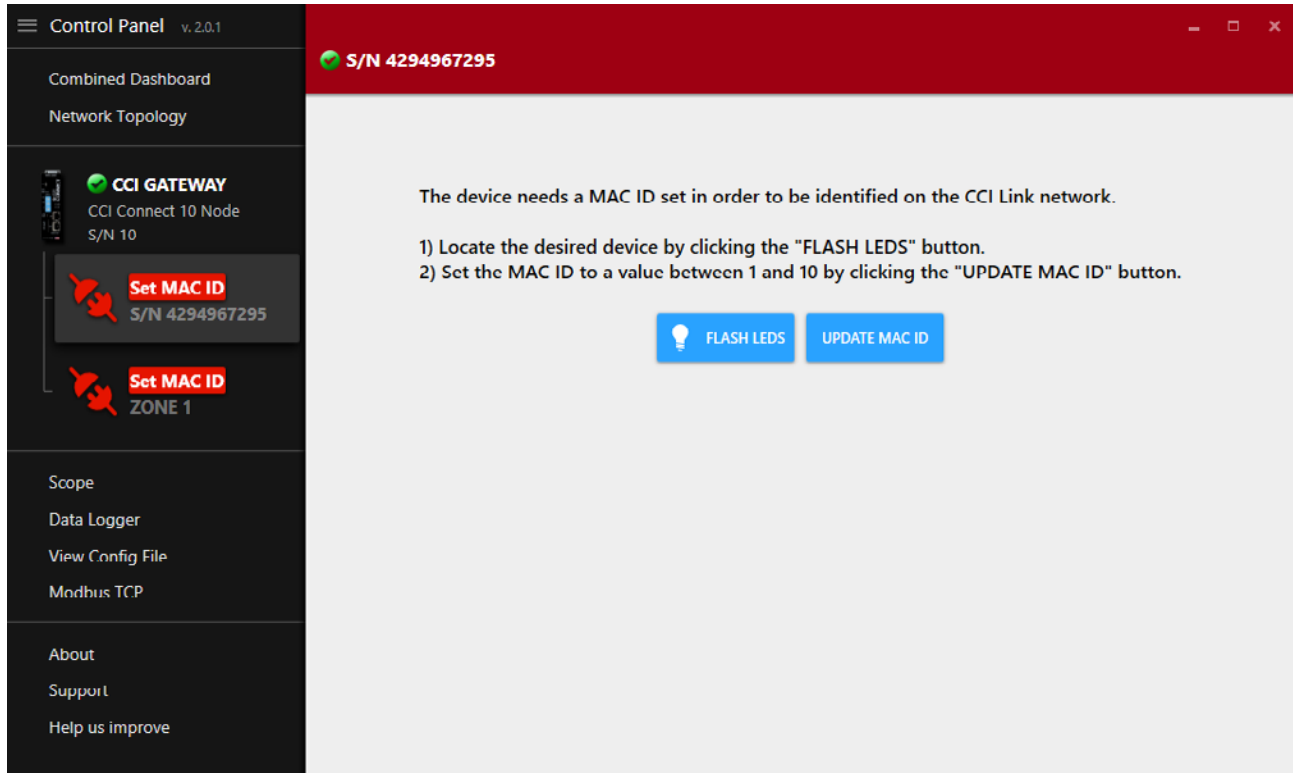 Control Panel v. 2.0.1
Combined Dashboard
Network Topology
CCI GATEWAY
CCI Connect 10 Node
S/N 10
Set MAC ID
S/N 4294967295
Set MAC ID
ZONE 1
Scope
Data Logger
View Config File
Modbus TCP
About
Support
Help us improve
S/N 4294967295
The device needs a MAC ID set in order to be identified on the CCI Link network.
1) Locate the desired device by clicking the "FLASH LEDS" button.
2) Set the MAC ID to a value between 1 and 10 by clicking the "UPDATE MAC ID" button.
FLASH LEDS
UPDATE MAC ID